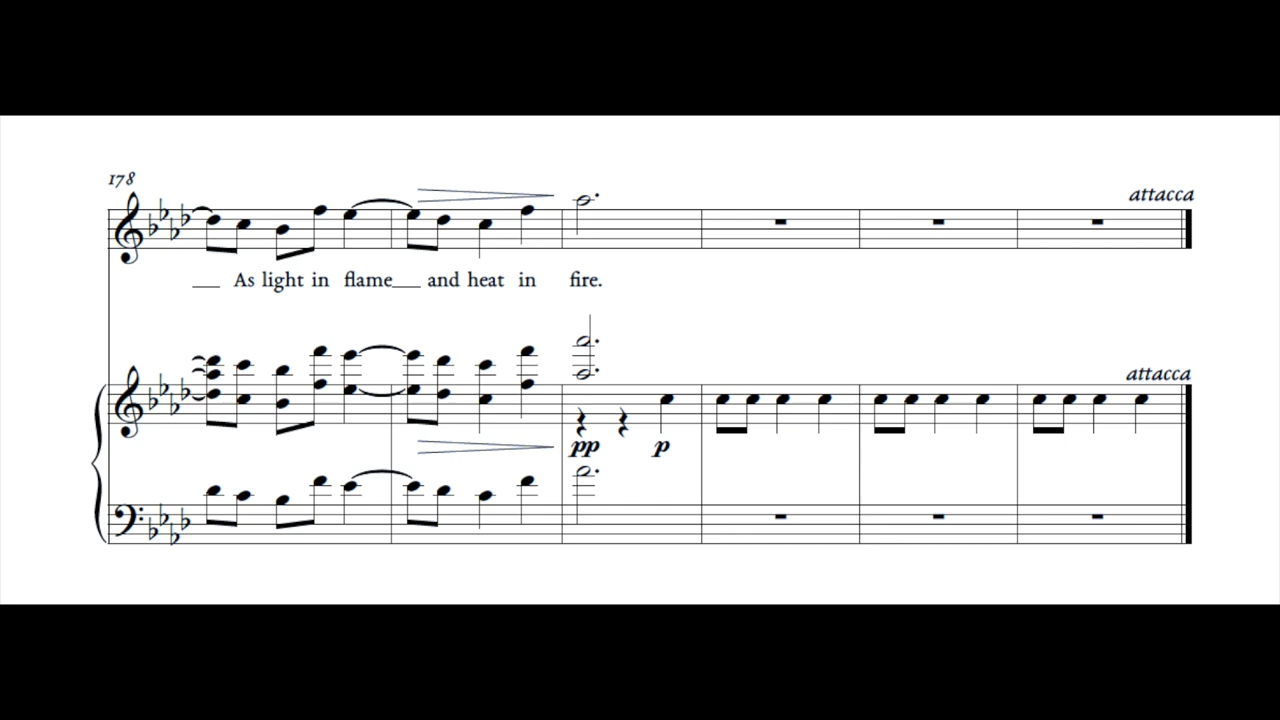 178
attacca
As light in flame and heat in fire.
attacca
pp p